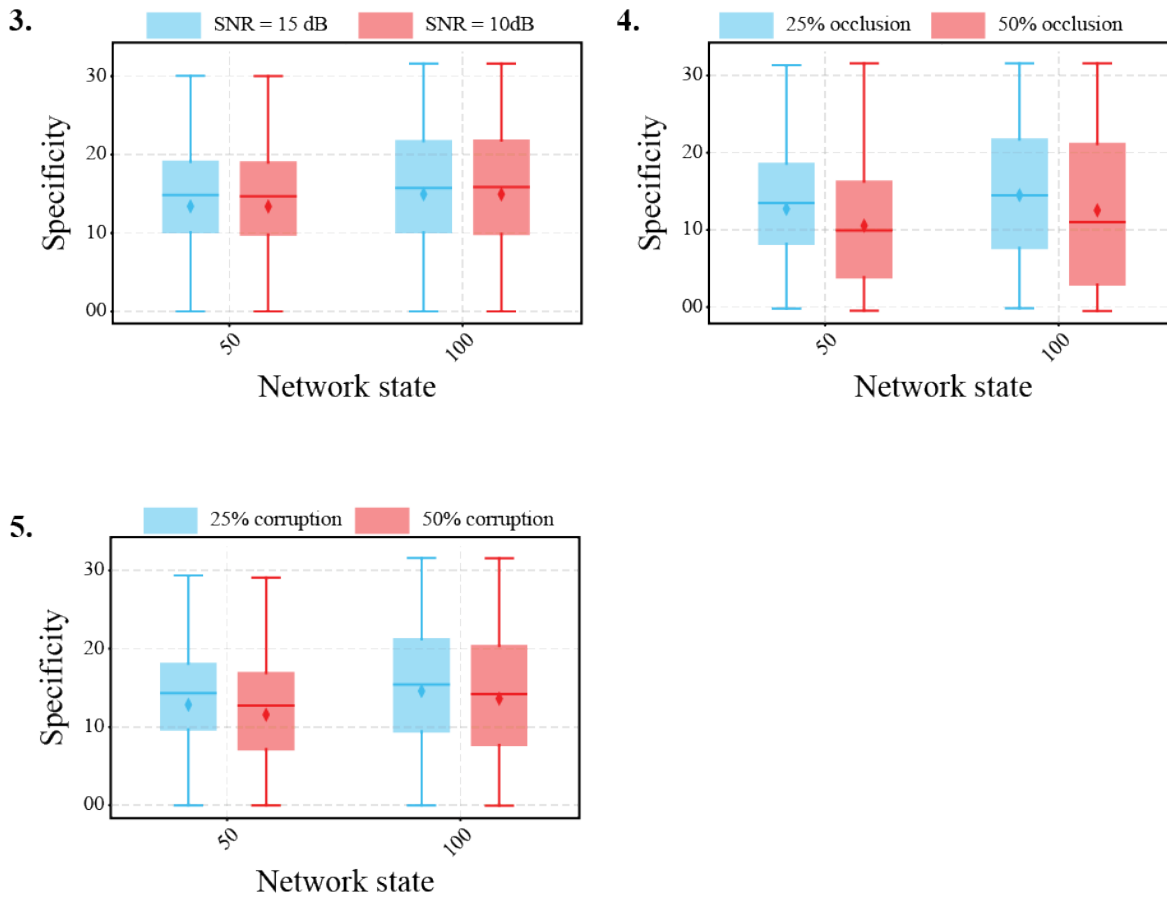 3.
SNR = 15 dB
SNR = 10dB
Specificity
30
20
10
00
50
100
Network state
4.
25% occlusion
50% occlusion
Specificity
30
20
10
00
50
100
Network state
5.
25% corruption
50% corruption
Specificity
30
20
10
00
50
100
Network state